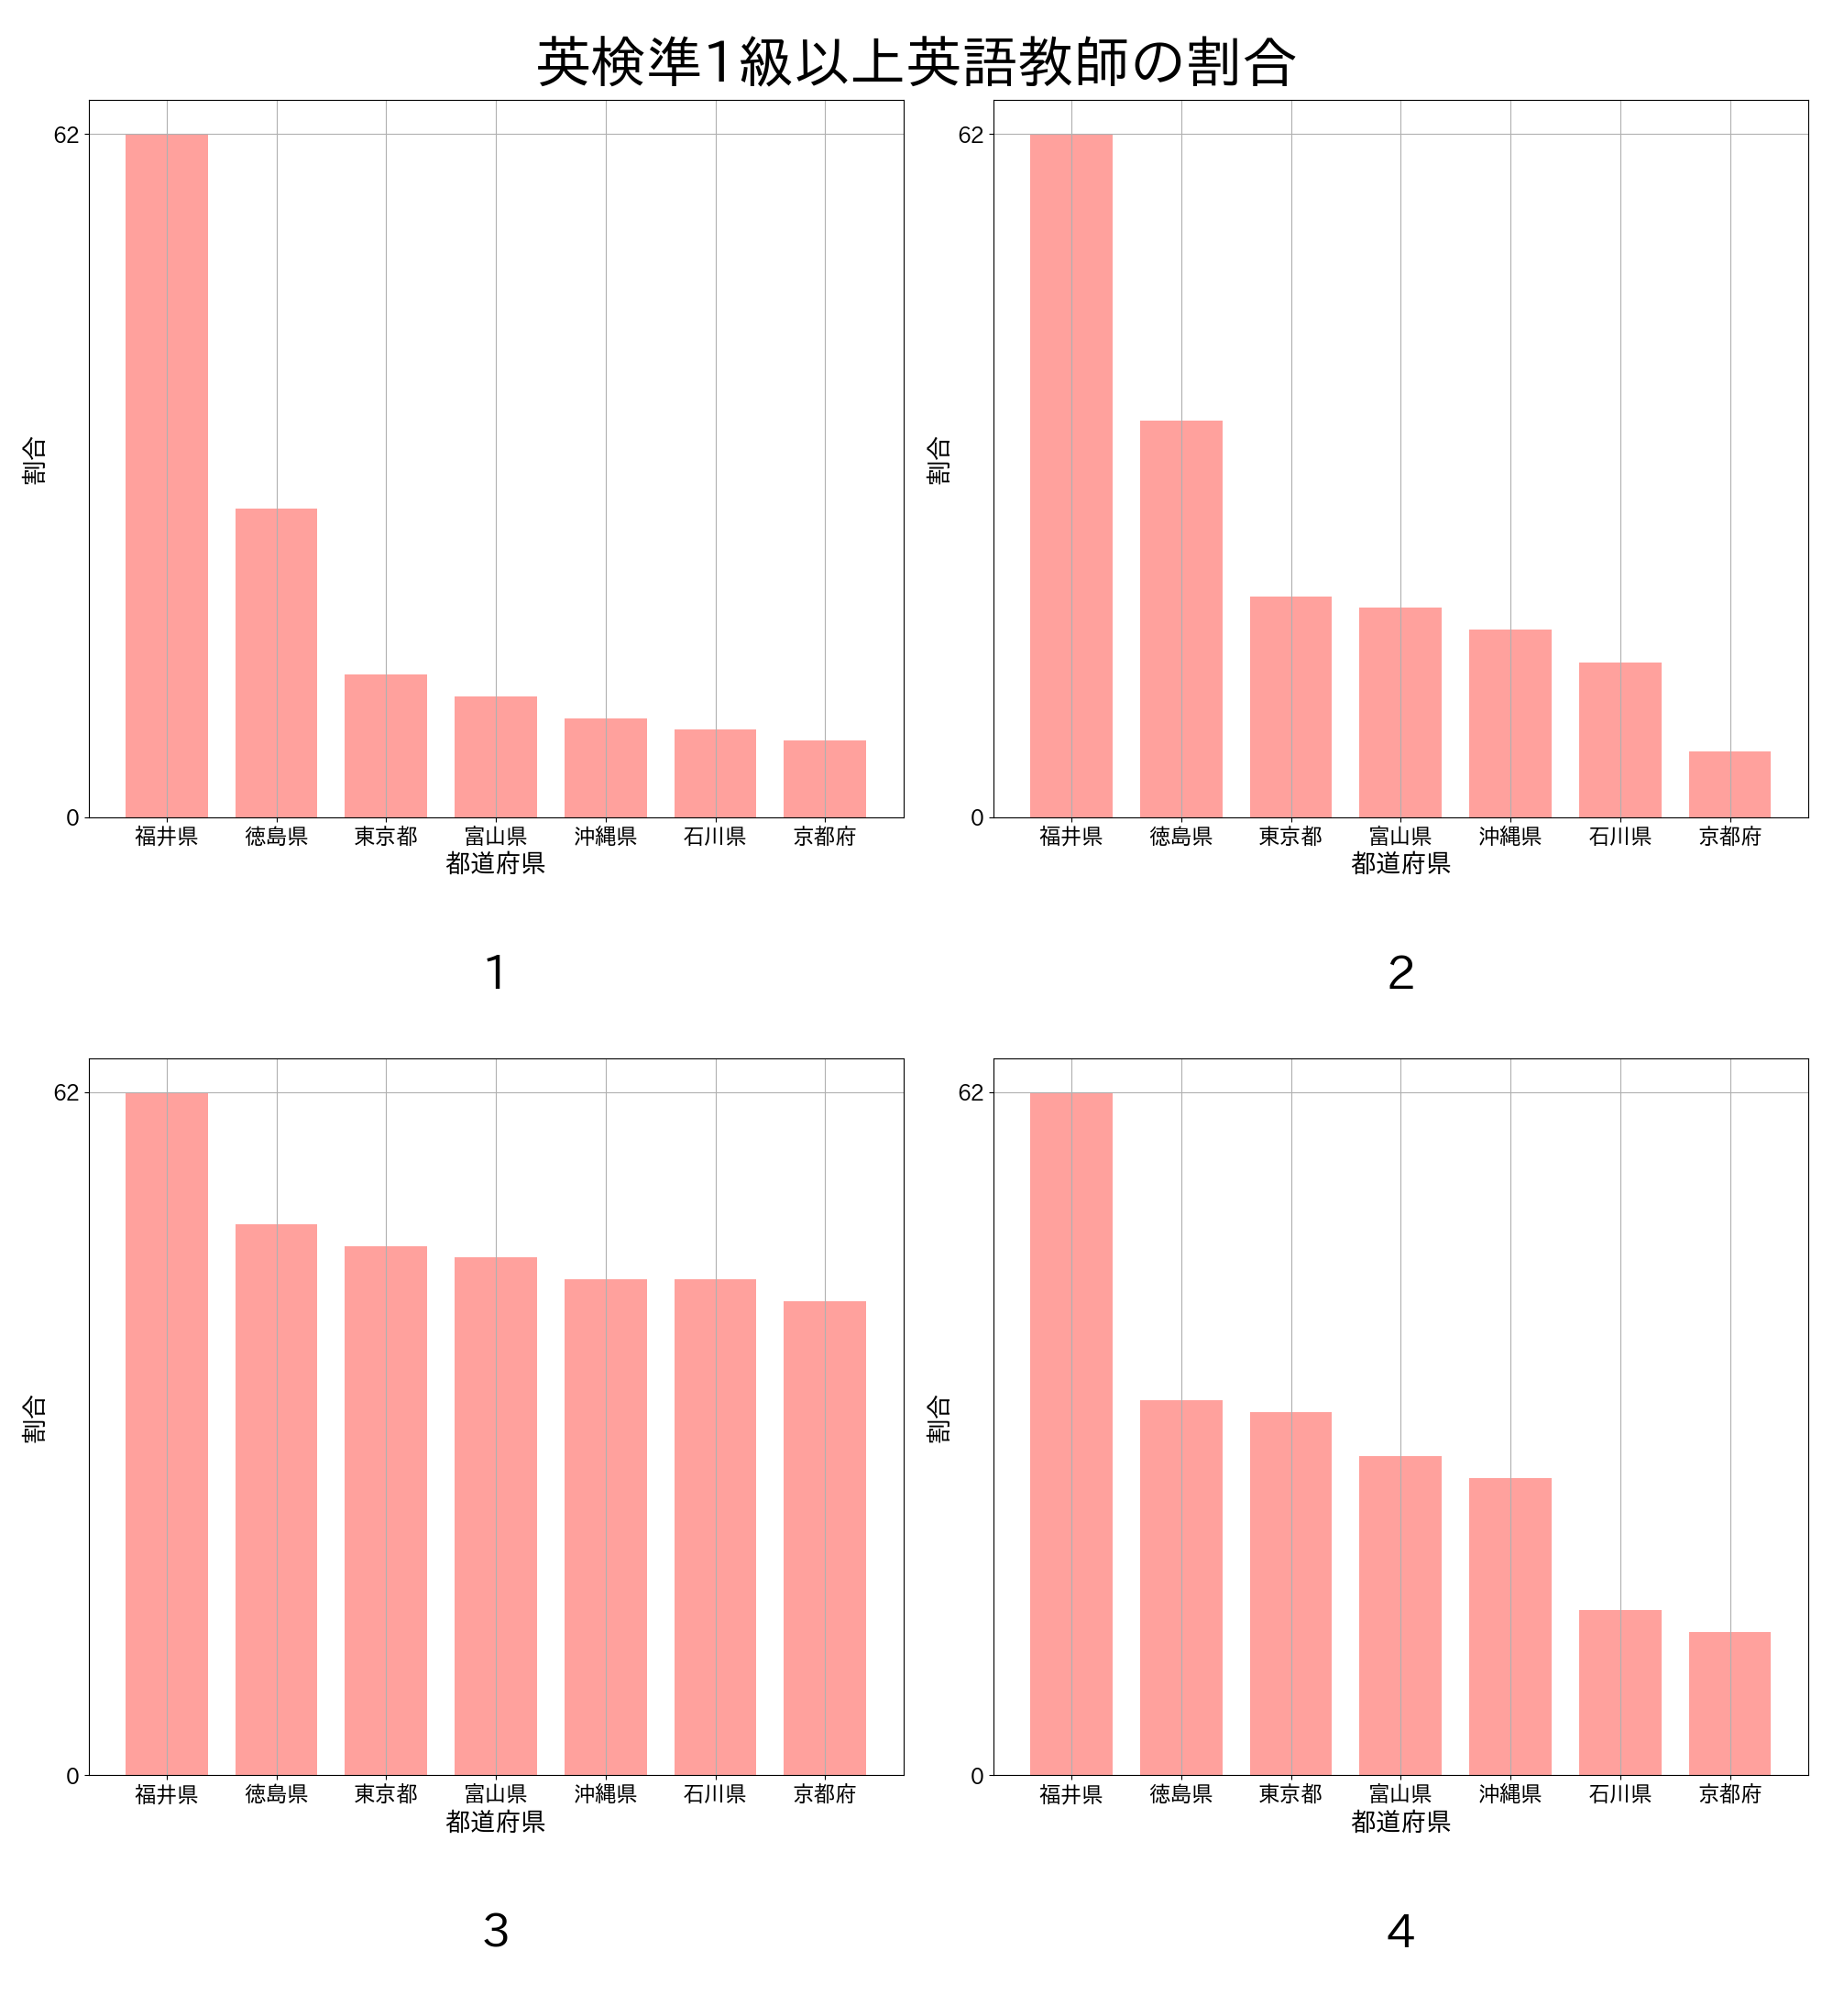 英検準1級以上英語教師の割合
62
割合
0
福井県 徳島県 東京都 富山県 沖縄県 石川県 京都府
都道府県
1
62
割合
0
福井県 徳島県 東京都 富山県 沖縄県 石川県 京都府
都道府県
2
62
割合
0
福井県 徳島県 東京都 富山県 沖縄県 石川県 京都府
都道府県
3
62
割合
0
福井県 徳島県 東京都 富山県 沖縄県 石川県 京都府
都道府県
4